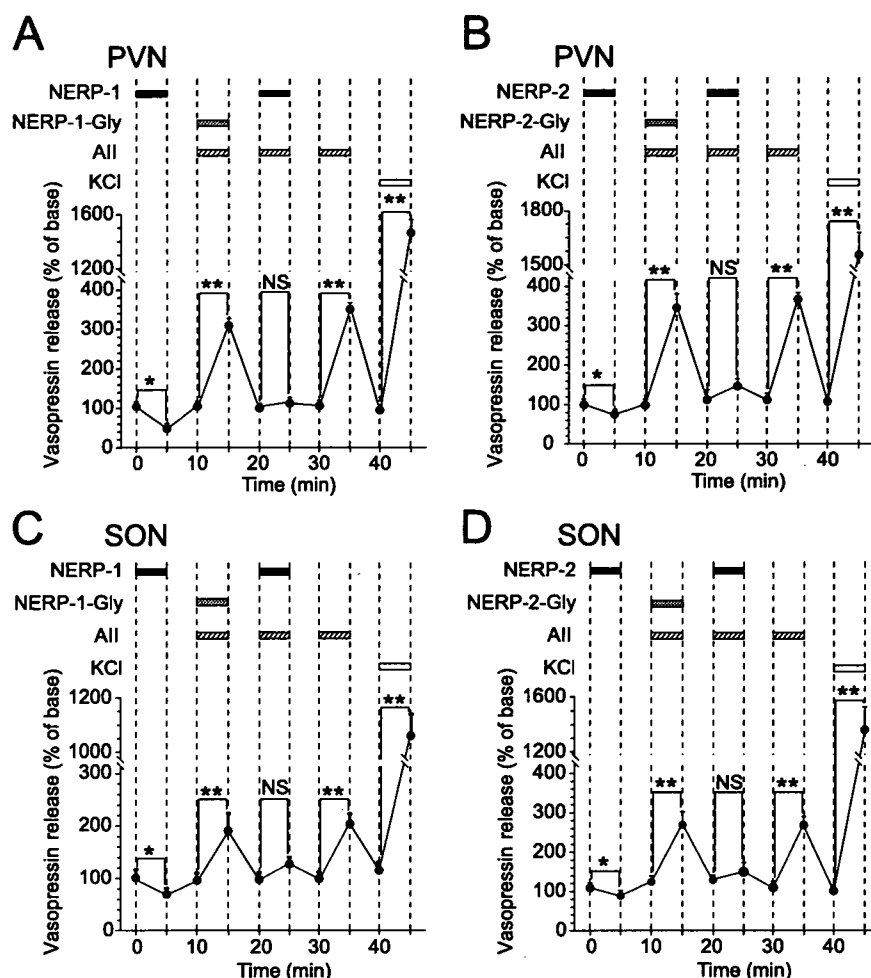 A
PVN
NERP-1
NERP-1-Gly
AII
KCl
Vasopressin release (% of base)
1600
1200
400
300
200
100
0
**
**
NS
**
*
0 10 20 30 40
Time (min)
B
PVN
NERP-2
NERP-2-Gly
AII
KCl
Vasopressin release (% of base)
1800
1500
400
300
200
100
0
**
**
NS
**
*
0 10 20 30 40
Time (min)
C
SON
NERP-1
NERP-1-Gly
AII
KCl
Vasopressin release (% of base)
1200
1000
300
200
100
0
**
**
NS
**
*
0 10 20 30 40
Time (min)
D
SON
NERP-2
NERP-2-Gly
AII
KCl
Vasopressin release (% of base)
1600
1200
400
300
200
100
0
**
**
NS
**
*
0 10 20 30 40
Time (min)